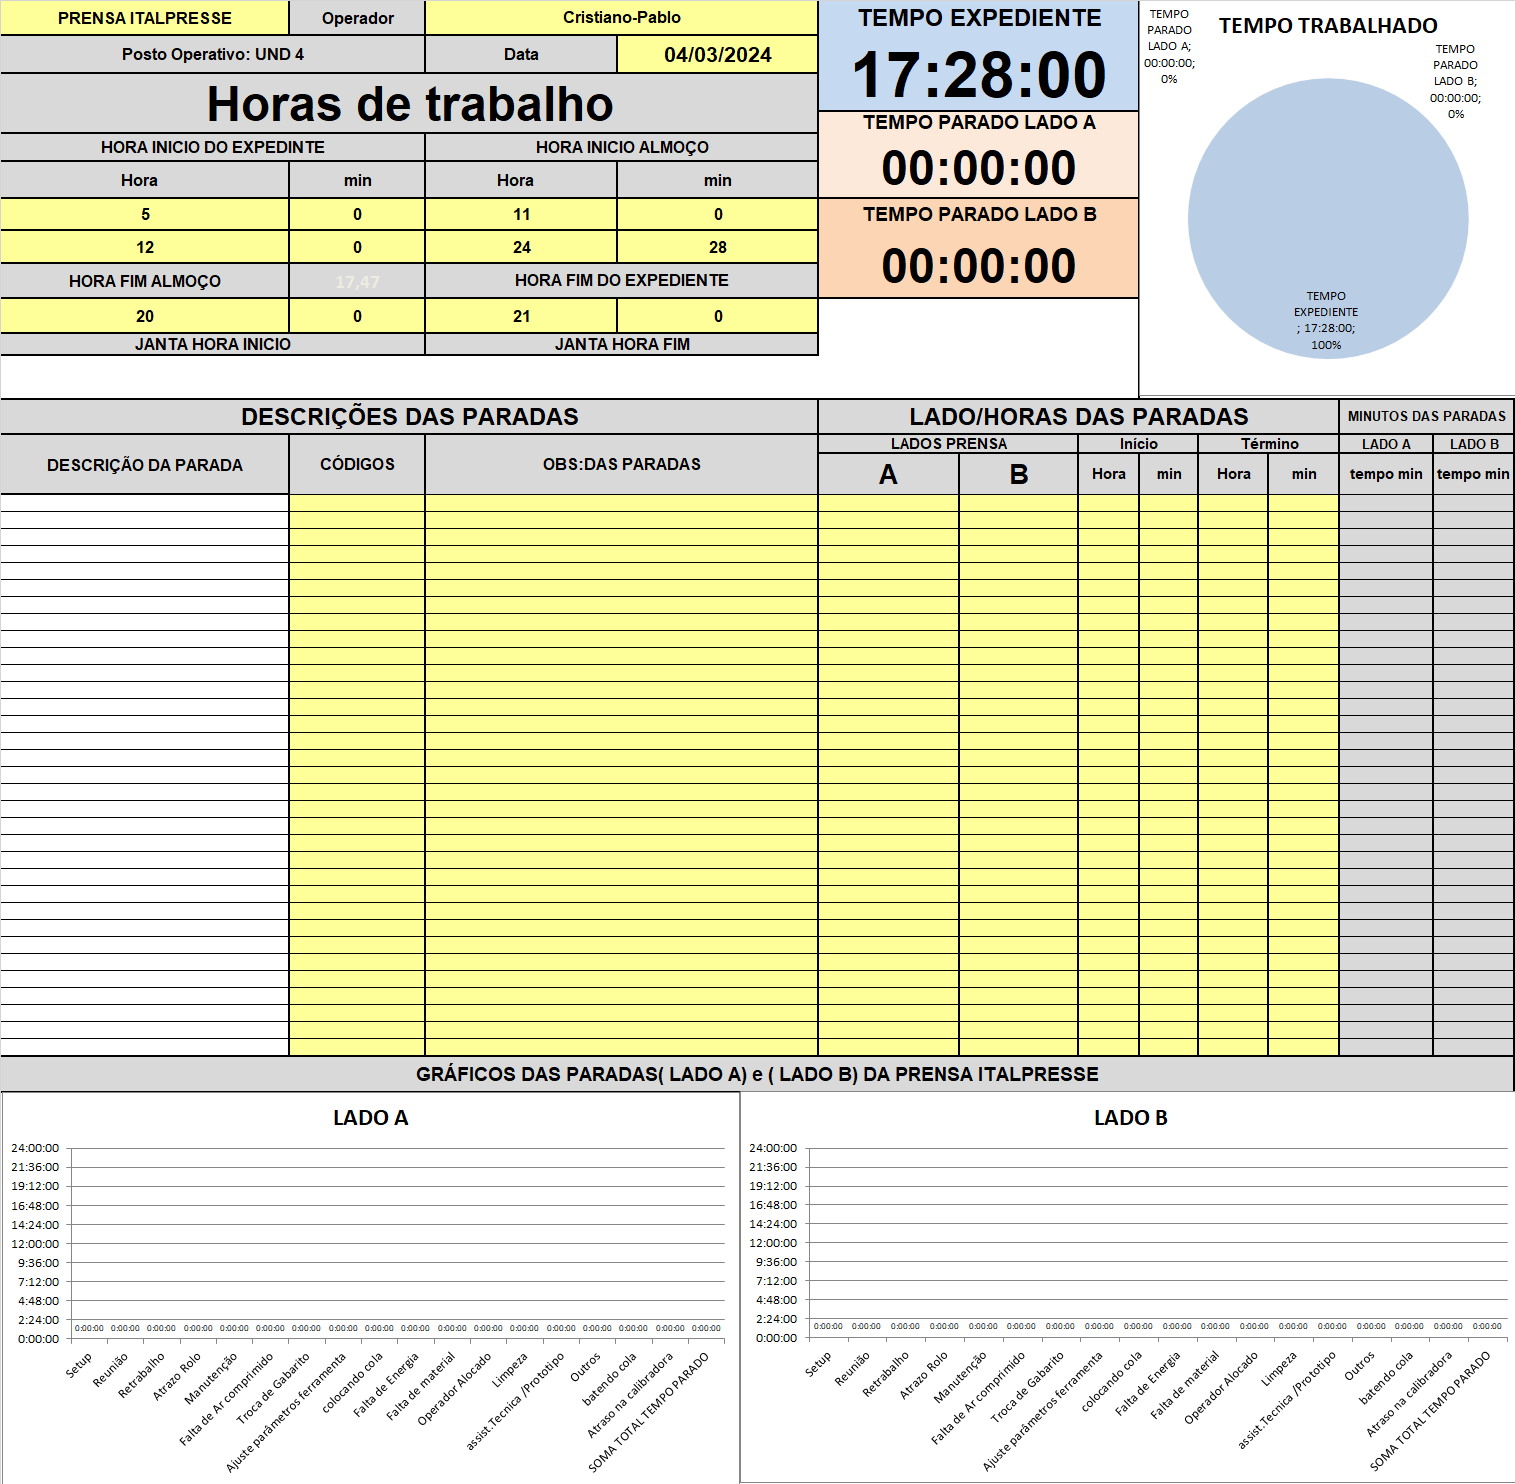 PRENSA ITALPRESSE Operador Cristiano-Pablo
Posto Operativo: UND 4 Data 04/03/2024
Horas de trabalho
HORA INICIO DO EXPEDINTE HORA INICIO ALMOÇO
Hora min Hora min
5 0 11 0
12 0 24 28
HORA FIM ALMOÇO 17,47 HORA FIM DO EXPEDIENTE
20 0 21 0
JANTA HORA INICIO JANTA HORA FIM
TEMPO EXPEDIENTE
17:28:00
TEMPO PARADO LADO A
00:00:00
TEMPO PARADO LADO B
00:00:00
TEMPO TRABALHADO
TEMPO
PARADO
LADO A;
00:00:00;
0%
TEMPO
PARADO
LADO B;
00:00:00;
0%
TEMPO
EXPEDIENTE
; 17:28:00;
100%
DESCRIÇÕES DAS PARADAS LADO/HORAS DAS PARADAS MINUTOS DAS PARADAS
DESCRIÇÃO DA PARADA CÓDIGOS OBS:DAS PARADAS
LADOS PRENSA Início Término LADO A LADO B
A B Hora min Hora min tempo min tempo min
GRÁFICOS DAS PARADAS( LADO A) e ( LADO B) DA PRENSA ITALPRESSE
LADO A
24:00:00
21:36:00
19:12:00
16:48:00
14:24:00
12:00:00
9:36:00
7:12:00
4:48:00
2:24:00
0:00:00
0:00:00 0:00:00 0:00:00 0:00:00 0:00:00 0:00:00 0:00:00 0:00:00 0:00:00 0:00:00 0:00:00 0:00:00 0:00:00 0:00:00 0:00:00 0:00:00 0:00:00 0:00:00
Setup
Reunião
Retrabalho
Atrazo Rolo
Manutenção
Falta de Ar comprimido
Troca de Gabarito
Ajuste parâmetros ferramenta
colocando cola
Falta de Energia
Falta de material
Operador Alocado
Limpeza
assist.Tecnica /Prototipo
Outros
batendo cola
Atraso na calibradora
SOMA TOTAL TEMPO PARADO
LADO B
24:00:00
21:36:00
19:12:00
16:48:00
14:24:00
12:00:00
9:36:00
7:12:00
4:48:00
2:24:00
0:00:00
0:00:00 0:00:00 0:00:00 0:00:00 0:00:00 0:00:00 0:00:00 0:00:00 0:00:00 0:00:00 0:00:00 0:00:00 0:00:00 0:00:00 0:00:00 0:00:00 0:00:00 0:00:00
Setup
Reunião
Retrabalho
Atrazo Rolo
Manutenção
Falta de Ar comprimido
Troca de Gabarito
Ajuste parâmetros ferramenta
colocando cola
Falta de Energia
Falta de material
Operador Alocado
Limpeza
assist.Tecnica /Prototipo
Outros
batendo cola
Atraso na calibradora
SOMA TOTAL TEMPO PARADO